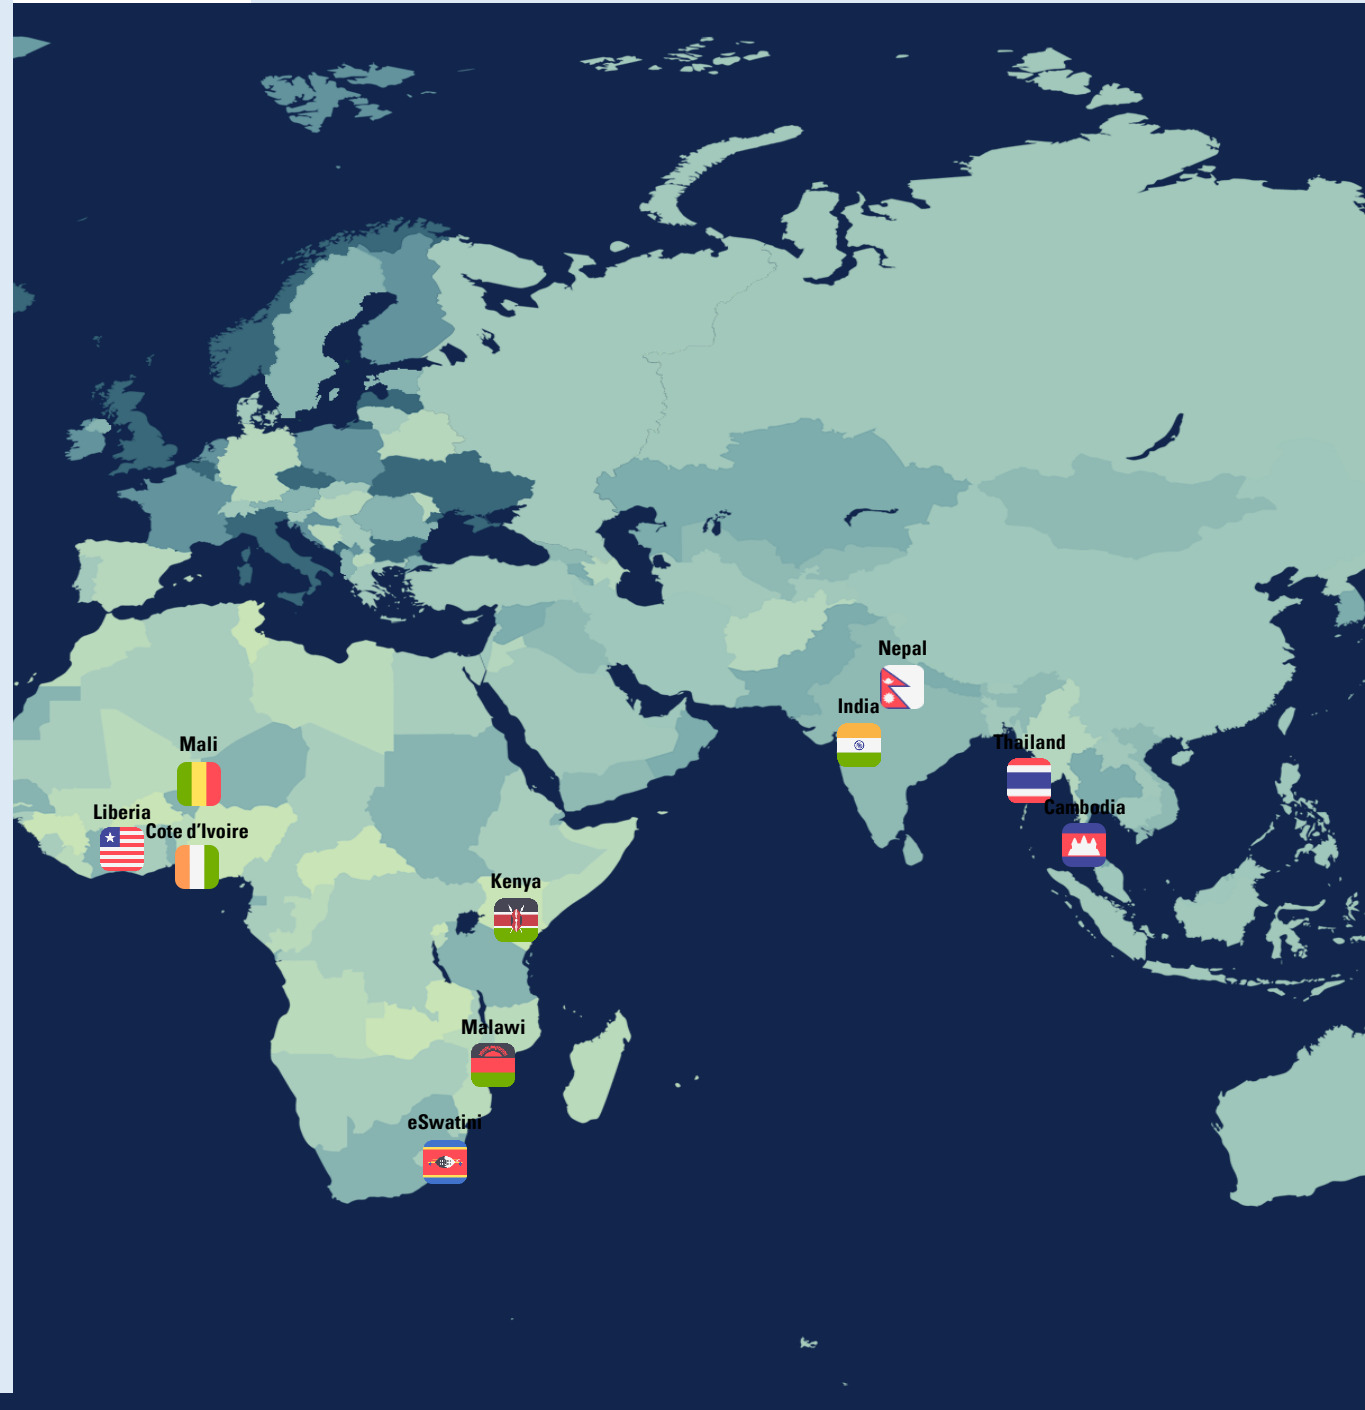 Nepal
India
Thailand
Mali
Cambodia
Liberia
Cote d'Ivoire
Kenya
Malawi
eSwatini